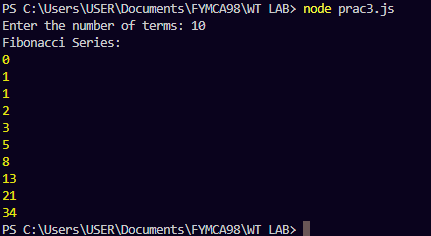 PS C:\Users\USER\Documents\FYMCA98\WT LAB> node prac3.js
Enter the number of terms: 10
Fibonacci Series:
0
1
1
2
3
5
8
13
21
34
PS C:\Users\USER\Documents\FYMCA98\WT LAB>